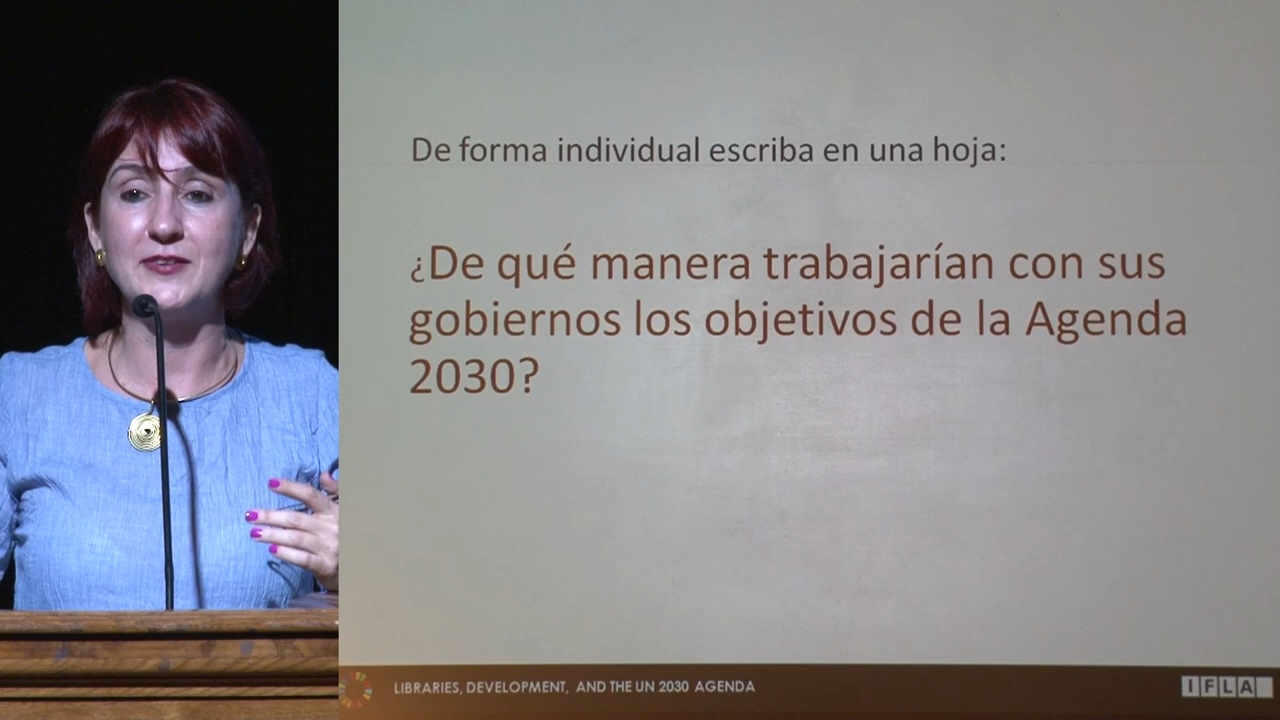 De forma individual escriba en una hoja:
¿De qué manera trabajarían con sus
gobiernos los objetivos de la Agenda
2030?
LIBRARIES, DEVELOPMENT, AND THE UN 2030 AGENDA
IFLA